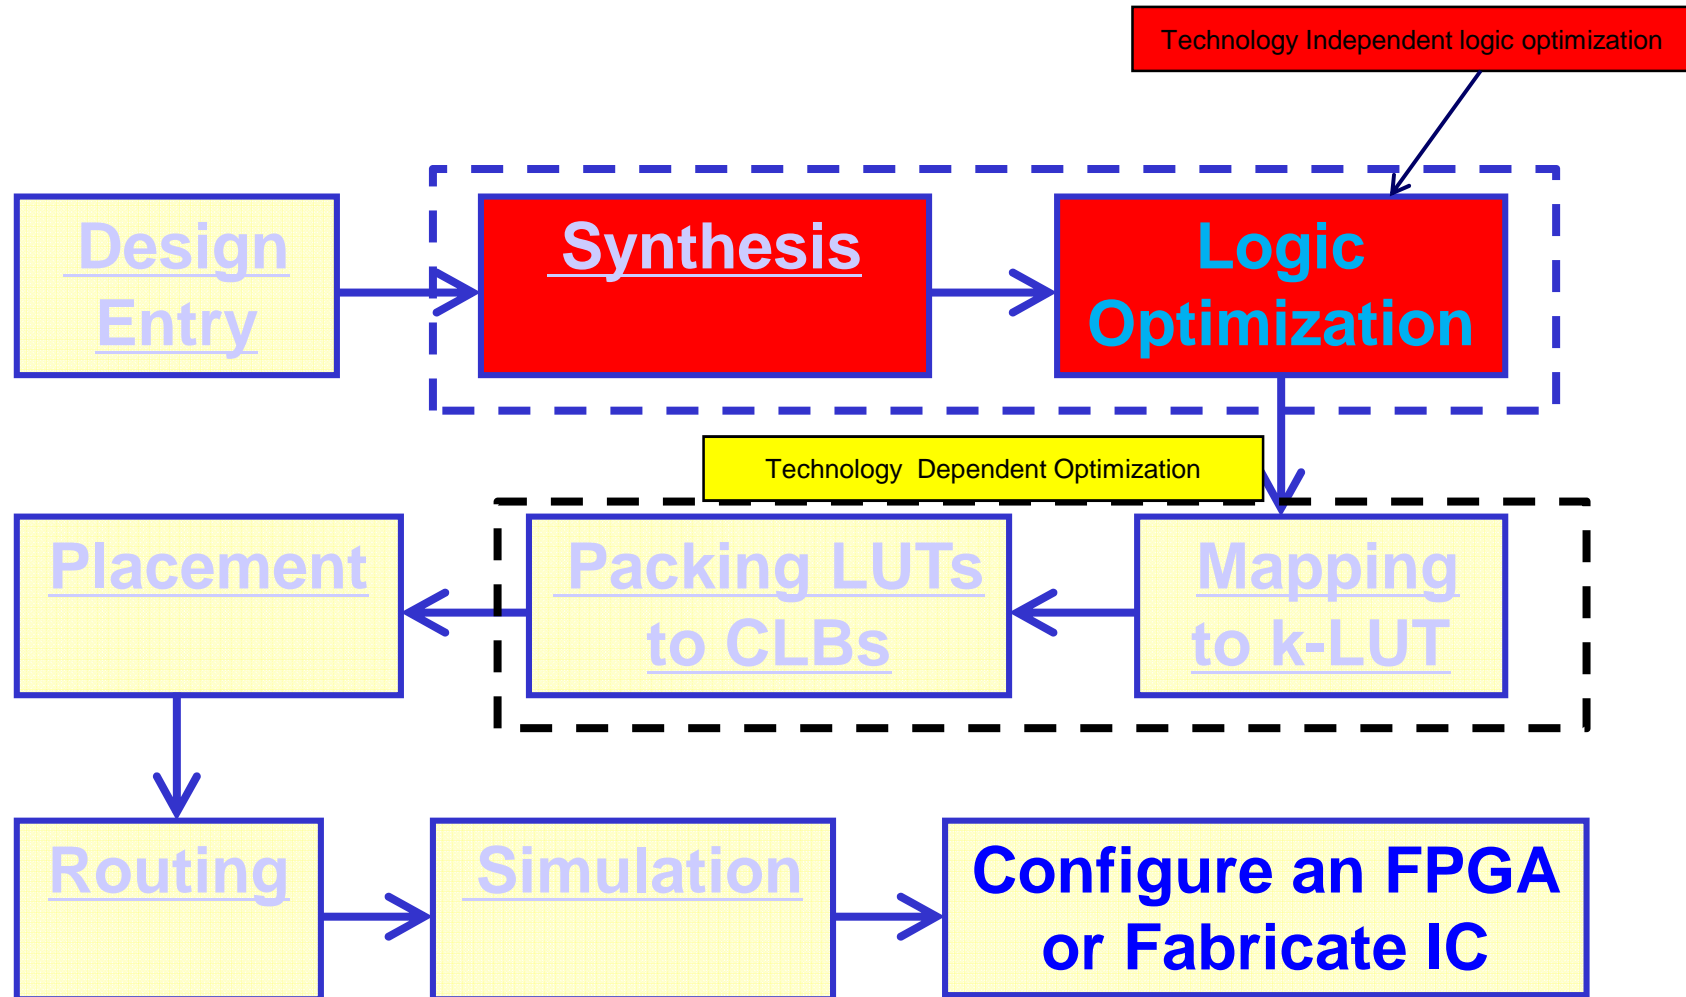 Technology Independent logic optimization
Design
Entry
Synthesis
Logic
Optimization
Technology Dependent Optimization
Placement
Packing LUTs
to CLBs
Mapping
to k-LUT
Routing
Simulation
Configure an FPGA
or Fabricate IC